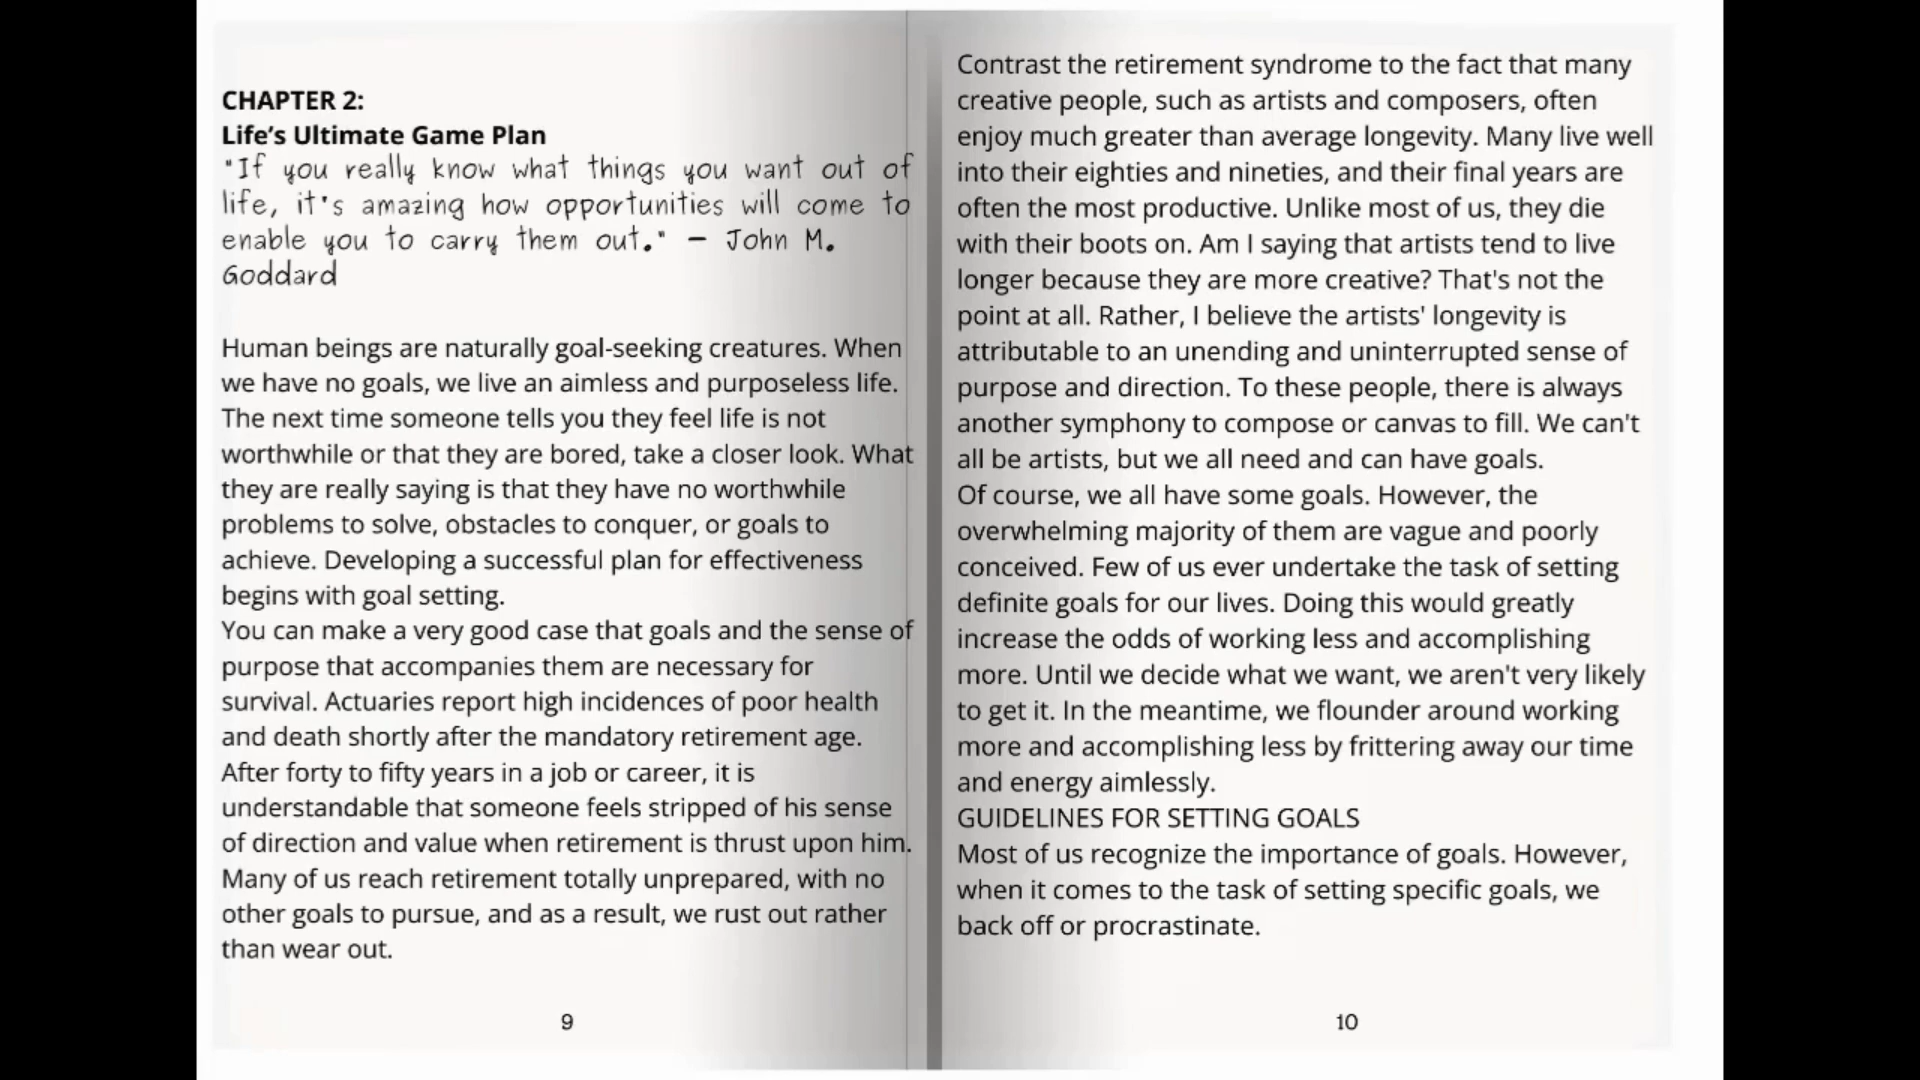 CHAPTER 2:
Life's Ultimate Game Plan
"If you really know what things you want out of
life, it's amazing how opportunities will come to
enable you to carry them out." – John M.
Goddard
Human beings are naturally goal-seeking creatures. When
we have no goals, we live an aimless and purposeless life.
The next time someone tells you they feel life is not
worthwhile or that they are bored, take a closer look. What
they are really saying is that they have no worthwhile
problems to solve, obstacles to conquer, or goals to
achieve. Developing a successful plan for effectiveness
begins with goal setting.
You can make a very good case that goals and the sense of
purpose that accompanies them are necessary for
survival. Actuaries report high incidences of poor health
and death shortly after the mandatory retirement age.
After forty to fifty years in a job or career, it is
understandable that someone feels stripped of his sense
of direction and value when retirement is thrust upon him.
Many of us reach retirement totally unprepared, with no
other goals to pursue, and as a result, we rust out rather
than wear out.
9
Contrast the retirement syndrome to the fact that many
creative people, such as artists and composers, often
enjoy much greater than average longevity. Many live well
into their eighties and nineties, and their final years are
often the most productive. Unlike most of us, they die
with their boots on. Am I saying that artists tend to live
longer because they are more creative? That's not the
point at all. Rather, I believe the artists' longevity is
attributable to an unending and uninterrupted sense of
purpose and direction. To these people, there is always
another symphony to compose or canvas to fill. We can't
all be artists, but we all need and can have goals.
Of course, we all have some goals. However, the
overwhelming majority of them are vague and poorly
conceived. Few of us ever undertake the task of setting
definite goals for our lives. Doing this would greatly
increase the odds of working less and accomplishing
more. Until we decide what we want, we aren't very likely
to get it. In the meantime, we flounder around working
more and accomplishing less by frittering away our time
and energy aimlessly.
GUIDELINES FOR SETTING GOALS
Most of us recognize the importance of goals. However,
when it comes to the task of setting specific goals, we
back off or procrastinate.
10